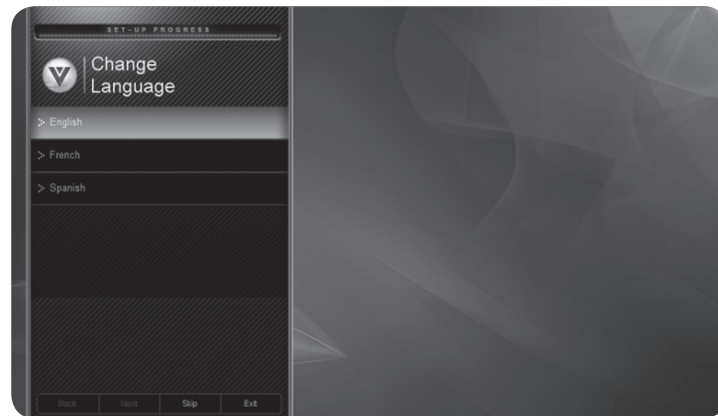 SET-UP PROGRESS
Change
Language
> English
> French
> Spanish
Back Next Skip Exit